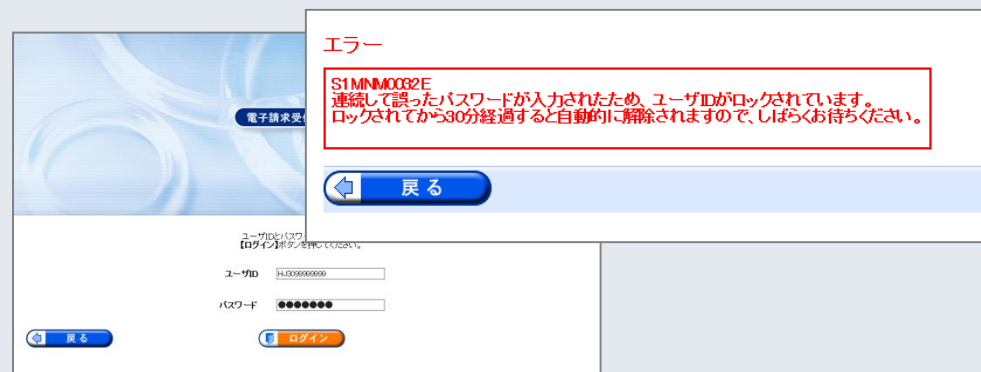 エラー
S1MNM0032E
連続して誤ったパスワードが入力されたため、ユーザIDがロックされています。
ロックされてから30分経過すると自動的に解除されますので、しばらくお待ちください。
戻る
電子請求受
ユーザIDとパスワ
【ログイン】ボタンを押してください。
ユーザID HJ3099999999
パスワード ●●●●●●●
戻る ログイン